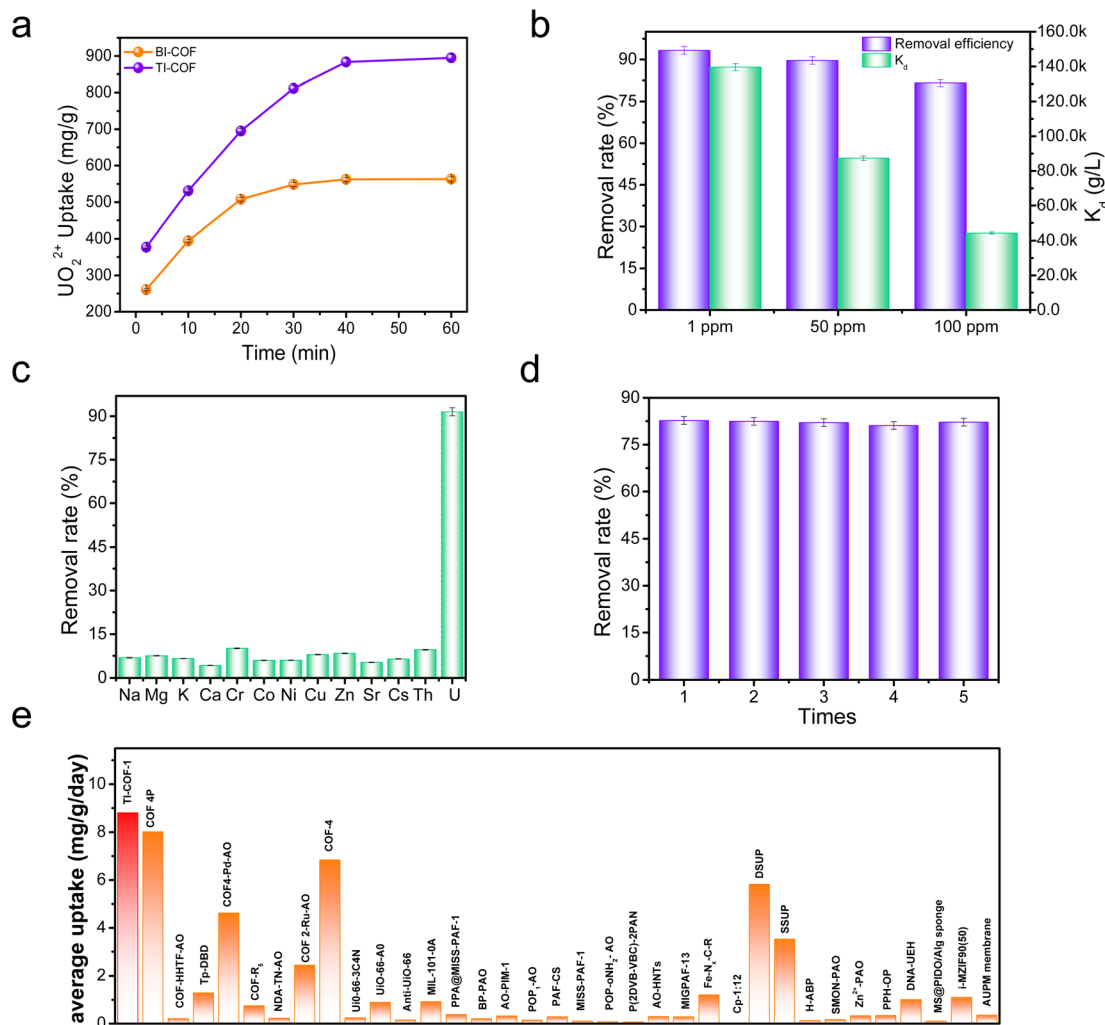 a
BI-COF
TI-COF
UO₂²⁺ Uptake (mg/g)
900
800
700
600
500
400
300
200
0
10
20
30
40
50
60
Time (min)
b
Removal efficiency
K_d
Removal rate (%)
90
75
60
45
30
15
0
160.0k
140.0k
120.0k
100.0k
80.0k
60.0k
40.0k
20.0k
0.0
K_d (g/L)
1 ppm
50 ppm
100 ppm
c
Removal rate (%)
90
75
60
45
30
15
0
Na Mg K Ca Cr Co Ni Cu Zn Sr Cs Th U
d
Removal rate (%)
90
75
60
45
30
15
0
1
2
3
4
5
Times
e
average uptake (mg/g/day)
10
8
6
4
2
0
TI-COF-1
COF 4P
COF-HHTF-AO
Tp-DBD
COF4-Pd-AO
COF-R₅
NDA-TN-AO
COF 2-Ru-AO
COF-4
Ui0-66-3C4N
UiO-66-A0
Anti-UiO-66
MIL-101-0A
PPA@MISS-PAF-1
BP-PAO
AO-PIM-1
POP₁-AO
PAF-CS
MISS-PAF-1
POP-oNH₂- AO
P(2DVB-VBC)-2PAN
AO-HNTs
MIGPAF-13
Fe-Nₓ-C-R
Cp-1:12
DSUP
SSUP
H-ABP
SMON-PAO
Zn²⁺-PAO
PPH-OP
DNA-UEH
MS@PIDO/Alg sponge
I-MZIF90(50)
AUPM membrane